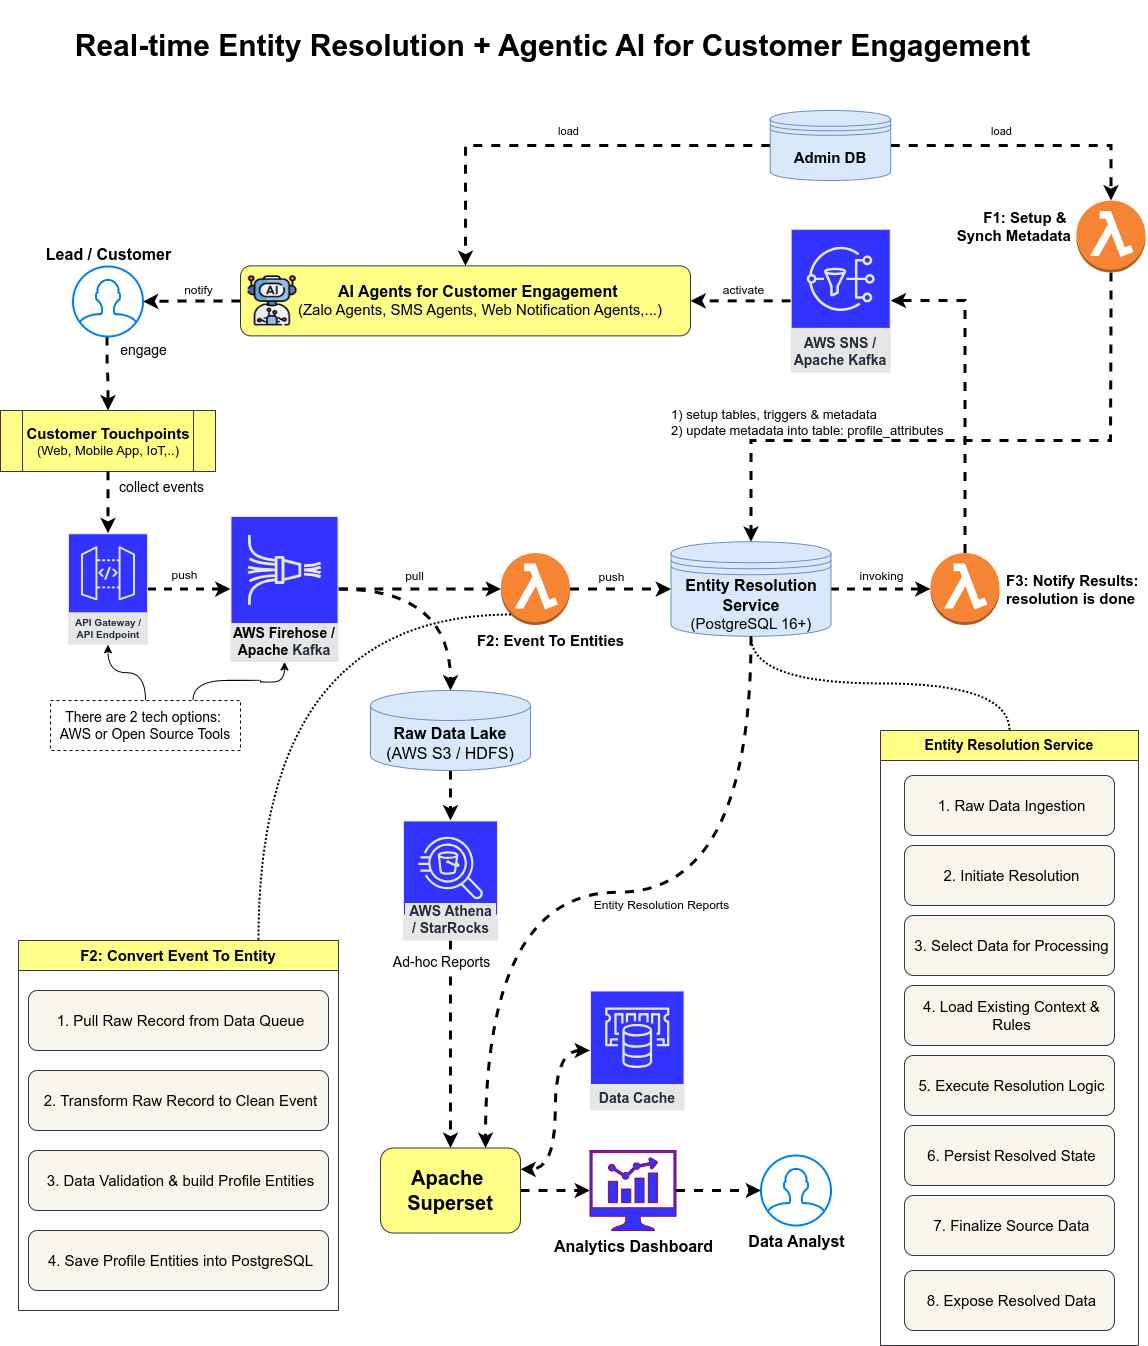 Real-time Entity Resolution + Agentic AI for Customer Engagement
load
load
Admin DB
F1: Setup &
Synch Metadata
Lead / Customer
notify
AI
AI Agents for Customer Engagement
(Zalo Agents, SMS Agents, Web Notification Agents,...)
activate
AWS SNS /
Apache Kafka
engage
1) setup tables, triggers & metadata
2) update metadata into table: profile_attributes
Customer Touchpoints
(Web, Mobile App, IoT,..)
collect events
API Gateway /
API Endpoint
push
AWS Firehose /
Apache Kafka
pull
F2: Event To Entities
push
Entity Resolution
Service
(PostgreSQL 16+)
invoking
F3: Notify Results:
resolution is done
There are 2 tech options:
AWS or Open Source Tools
Raw Data Lake
(AWS S3 / HDFS)
AWS Athena
/ StarRocks
Ad-hoc Reports
Entity Resolution Reports
Entity Resolution Service
1. Raw Data Ingestion
2. Initiate Resolution
3. Select Data for Processing
4. Load Existing Context &
Rules
5. Execute Resolution Logic
6. Persist Resolved State
7. Finalize Source Data
8. Expose Resolved Data
F2: Convert Event To Entity
1. Pull Raw Record from Data Queue
2. Transform Raw Record to Clean Event
3. Data Validation & build Profile Entities
4. Save Profile Entities into PostgreSQL
Data Cache
Apache
Superset
Analytics Dashboard
Data Analyst